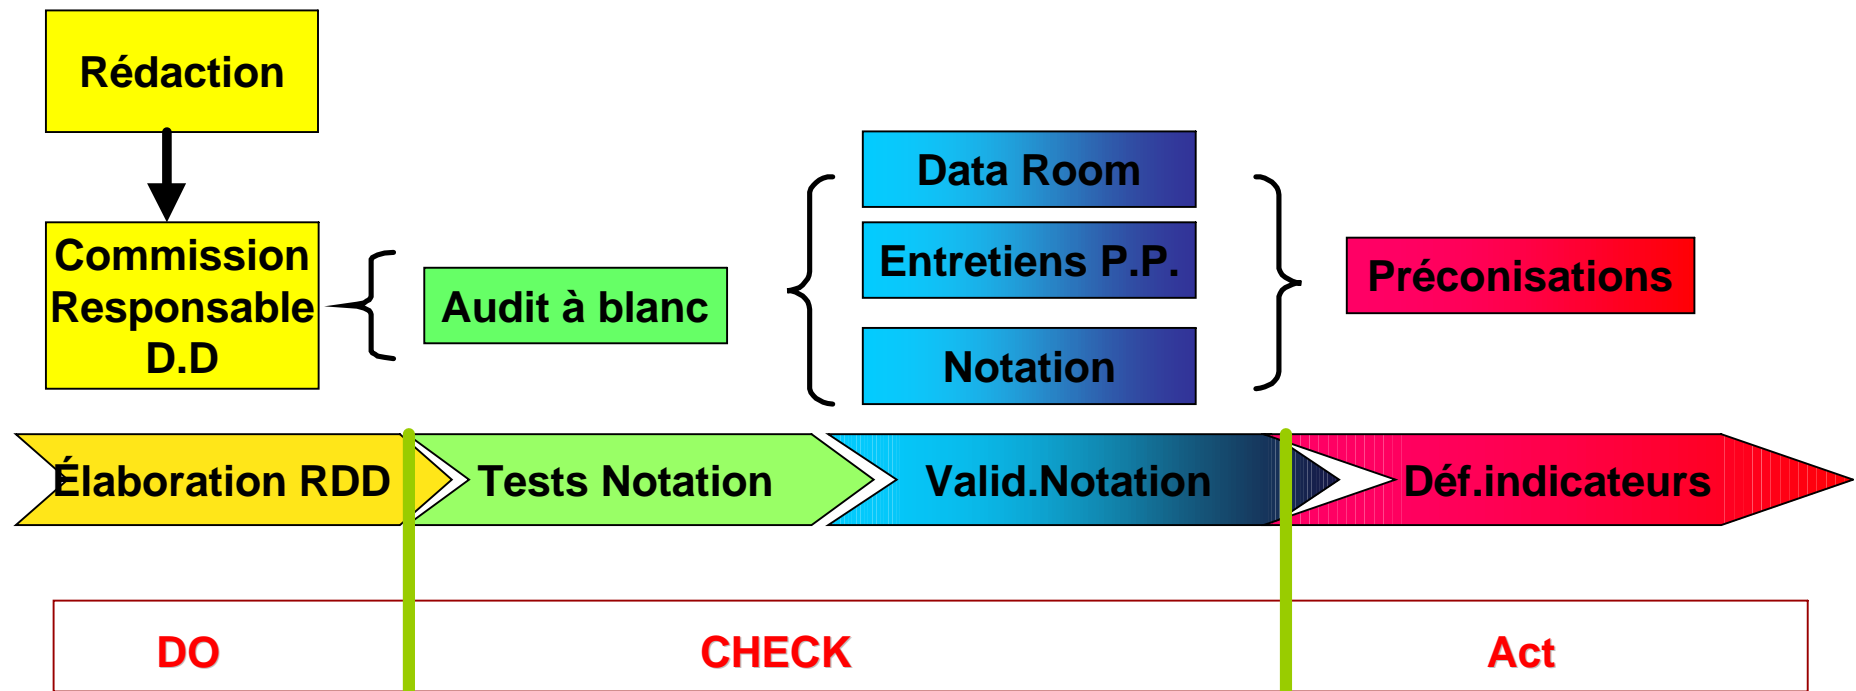 Rédaction
Commission
Responsable
D.D
Audit à blanc
Data Room
Entretiens P.P.
Notation
Préconisations
Élaboration RDD
Tests Notation
Valid.Notation
Déf.indicateurs
DO
CHECK
Act